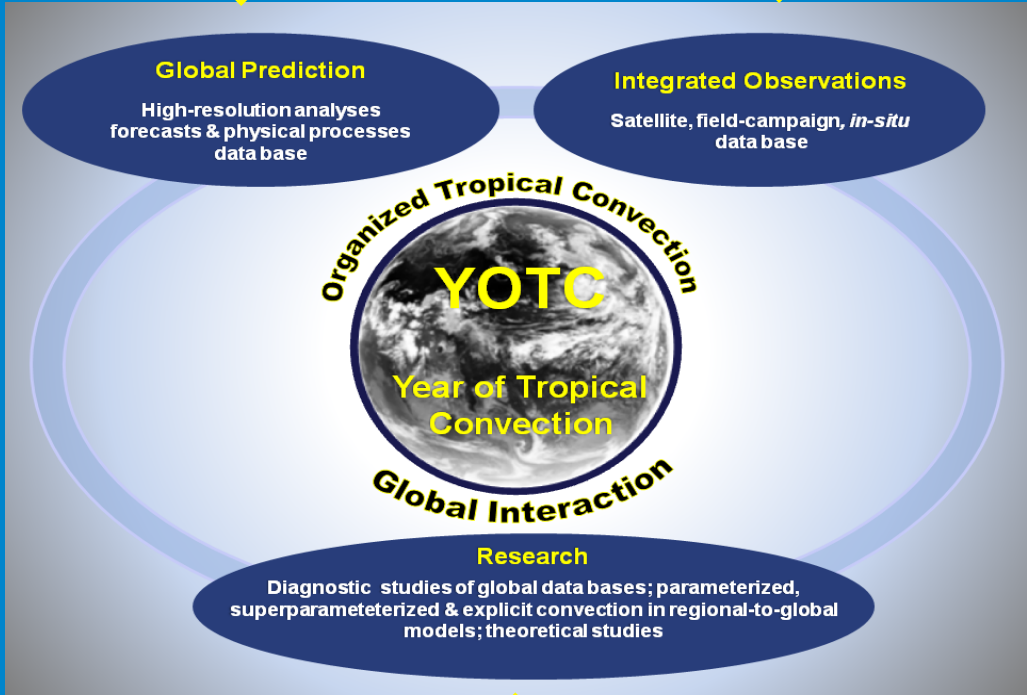 Global Prediction
High-resolution analyses
forecasts & physical processes
data base
Integrated Observations
Satellite, field-campaign, in-situ
data base
Organized Tropical Convection
YOTC
Year of Tropical
Convection
Global Interaction
Research
Diagnostic studies of global data bases; parameterized,
superparameteterized & explicit convection in regional-to-global
models; theoretical studies